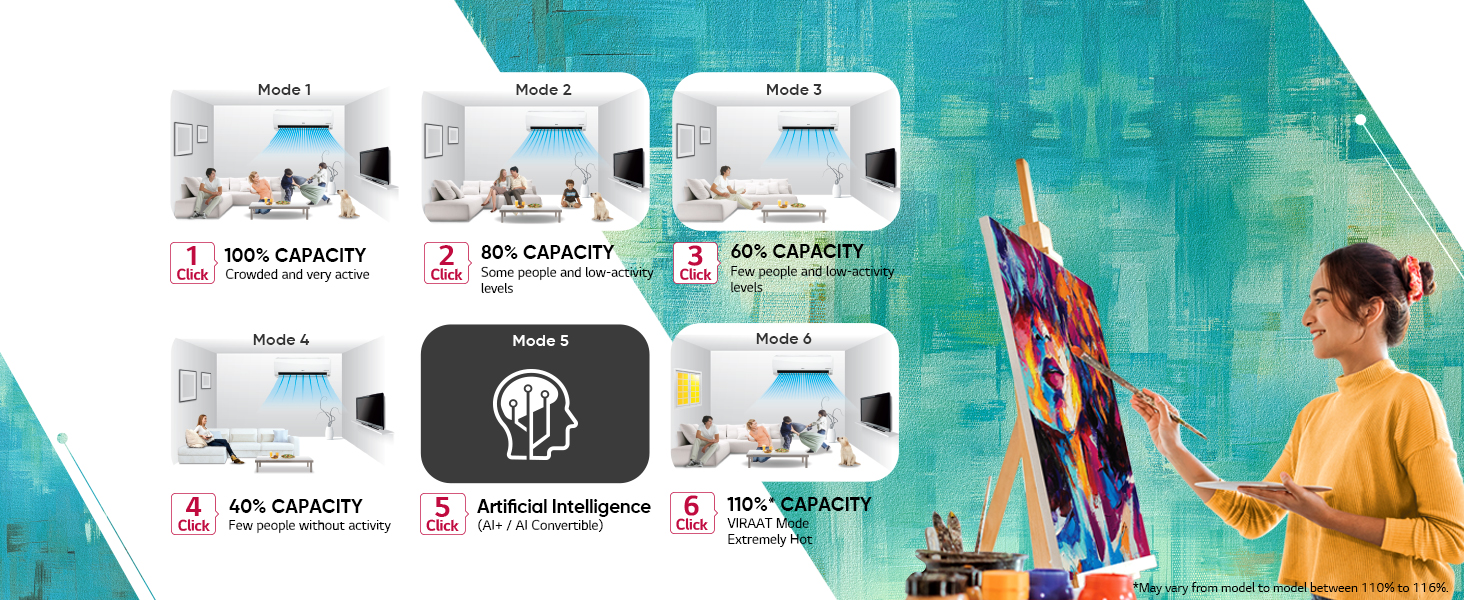 Mode 1
Mode 2
Mode 3
1
Click
100% CAPACITY
Crowded and very active
2
Click
80% CAPACITY
Some people and low-activity
levels
3
Click
60% CAPACITY
Few people and low-activity
levels
Mode 4
Mode 5
Mode 6
4
Click
40% CAPACITY
Few people without activity
5
Click
Artificial Intelligence
(AI+ / AI Convertible)
6
Click
110%* CAPACITY
VIRAAT Mode
Extremely Hot
*May vary from model to model between 110% to 116%.